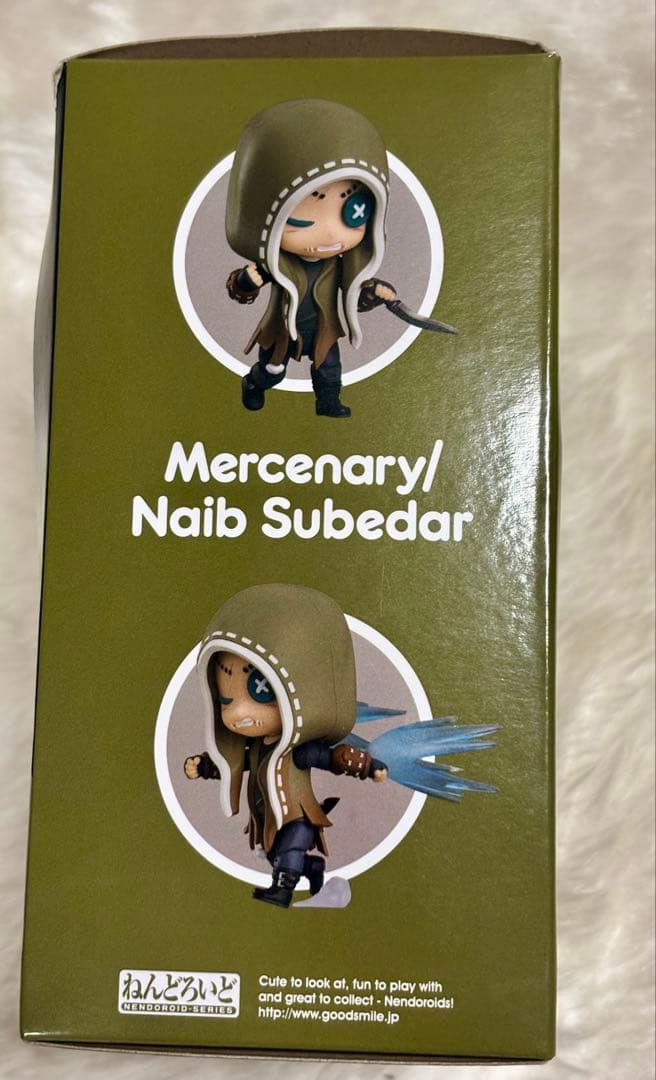 Mercenary/
Naib Subedar
ねんどろいど
NENDOROID-SERIES
Cute to look at, fun to play with
and great to collect - Nendoroids!
http://www.goodsmile.jp